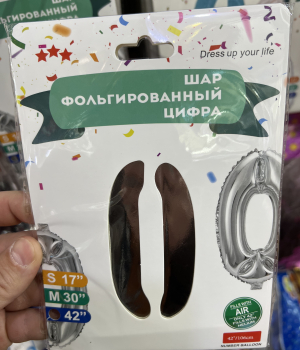 Dress up your life
ШАР
ФОЛЬГИРОВАННЫЙ
ЦИФРА
S 17"
M 30"
42"
AIR
42"/106cm
NUMBER BALLOON